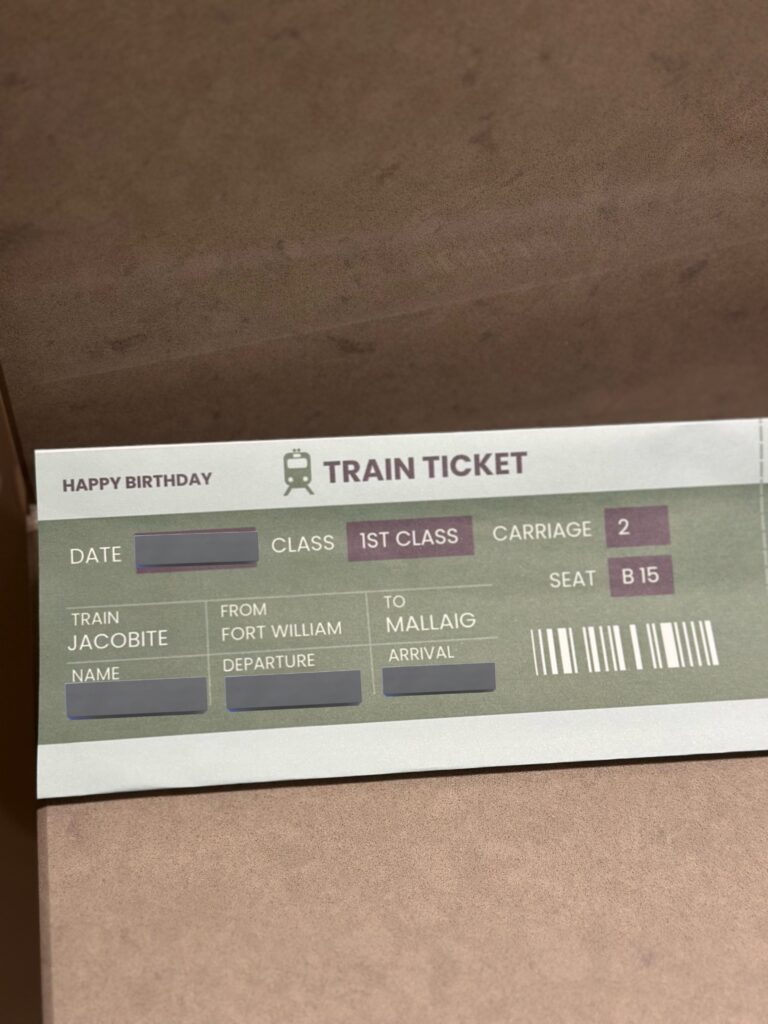 HAPPY BIRTHDAY
TRAIN TICKET
DATE
CLASS 1ST CLASS
CARRIAGE 2
SEAT B 15
TRAIN
JACOBITE
FROM
FORT WILLIAM
TO
MALLAIG
NAME
DEPARTURE
ARRIVAL